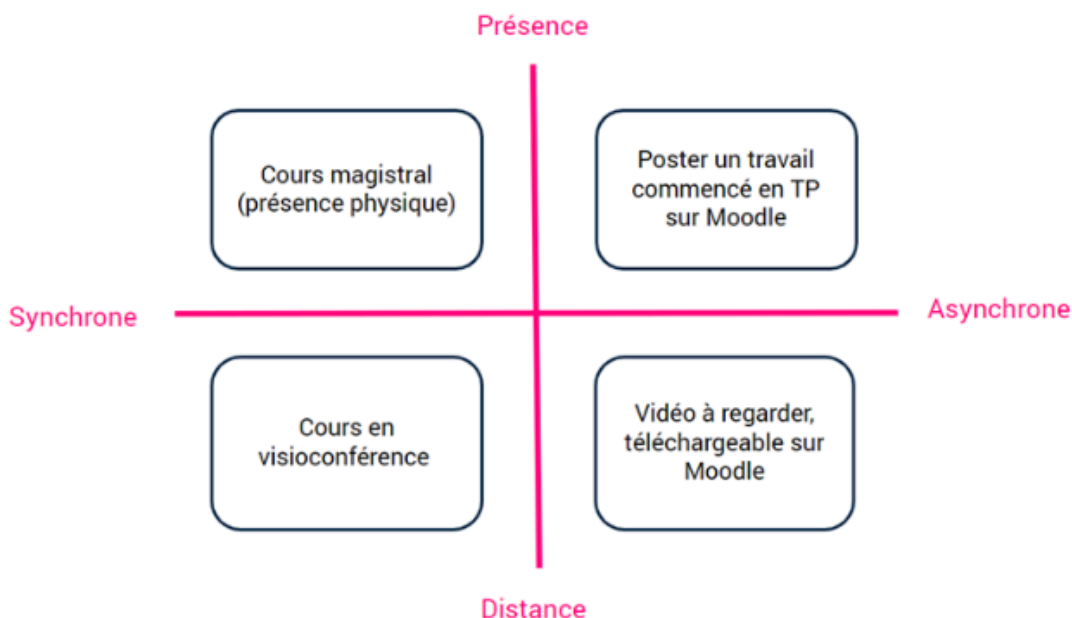 Présence
Cours magistral
(présence physique)
Poster un travail
commencé en TP
sur Moodle
Synchrone
Asynchrone
Cours en
visioconférence
Vidéo à regarder,
téléchargeable sur
Moodle
Distance